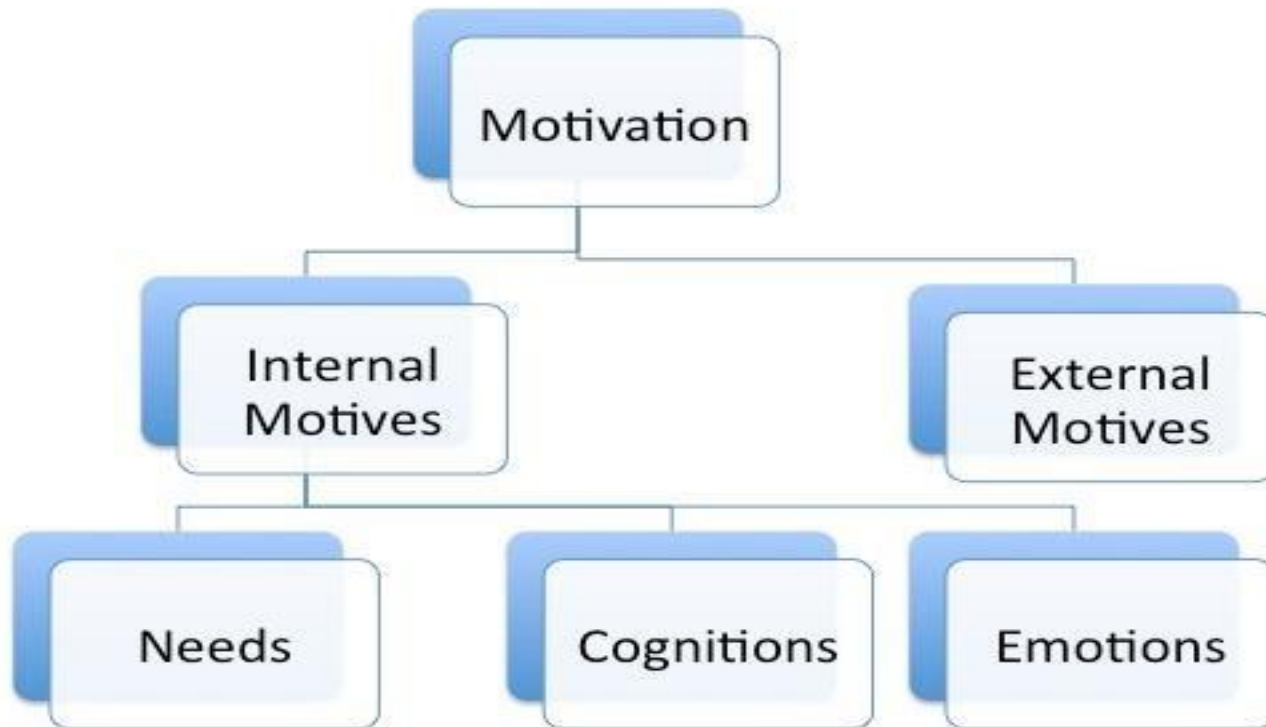 Motivation
Internal
Motives
External
Motives
Needs
Cognitions
Emotions